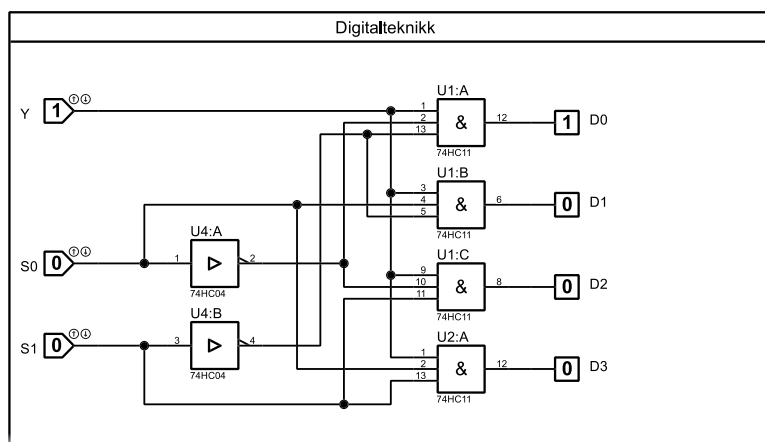 Digitalteknikk
U1:A
Y 1
1
2
13
&
12
1 D0
74HC11
U1:B
3
4
5
&
6
0 D1
74HC11
U4:A
S0 0
1
2
74HC04
U1:C
9
10
11
&
8
0 D2
74HC11
U4:B
S1 0
3
4
74HC04
U2:A
1
2
13
&
12
0 D3
74HC11